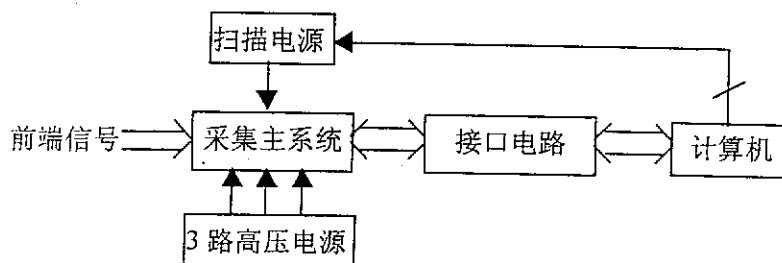 扫描电源
前端信号
采集主系统
接口电路
计算机
3路高压电源